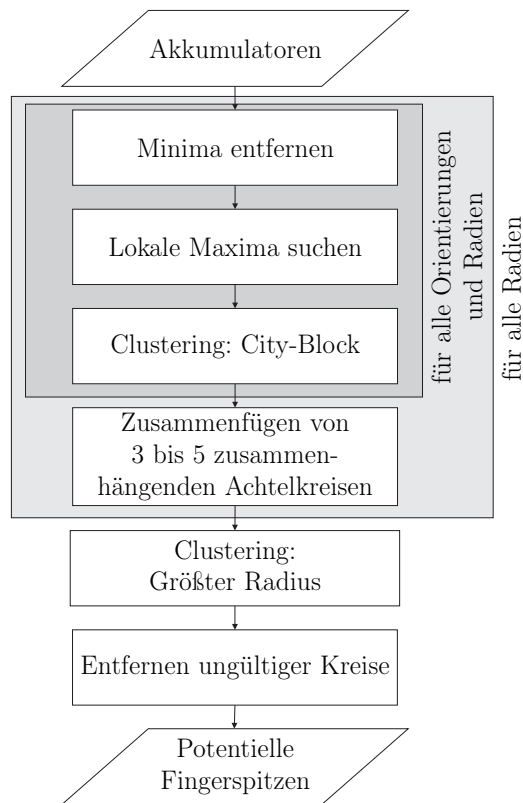 Akkumulatoren
Minima entfernen
Lokale Maxima suchen
Clustering: City-Block
für alle Orientierungen
und Radien
für alle Radien
Zusammenfügen von
3 bis 5 zusammen-
hängenden Achtelkreisen
Clustering:
Größter Radius
Entfernen ungültiger Kreise
Potentielle
Fingerspitzen